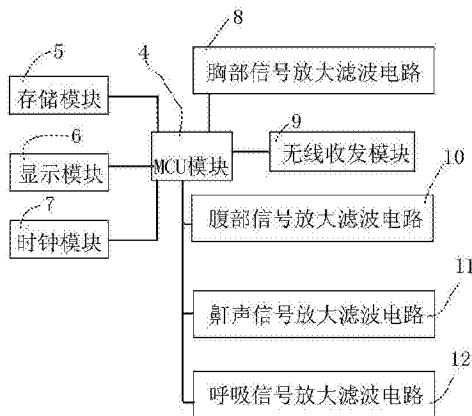 8
胸部信号放大滤波电路
5
存储模块
4
MCU模块
9
无线收发模块
6
显示模块
10
腹部信号放大滤波电路
7
时钟模块
11
鼾声信号放大滤波电路
12
呼吸信号放大滤波电路